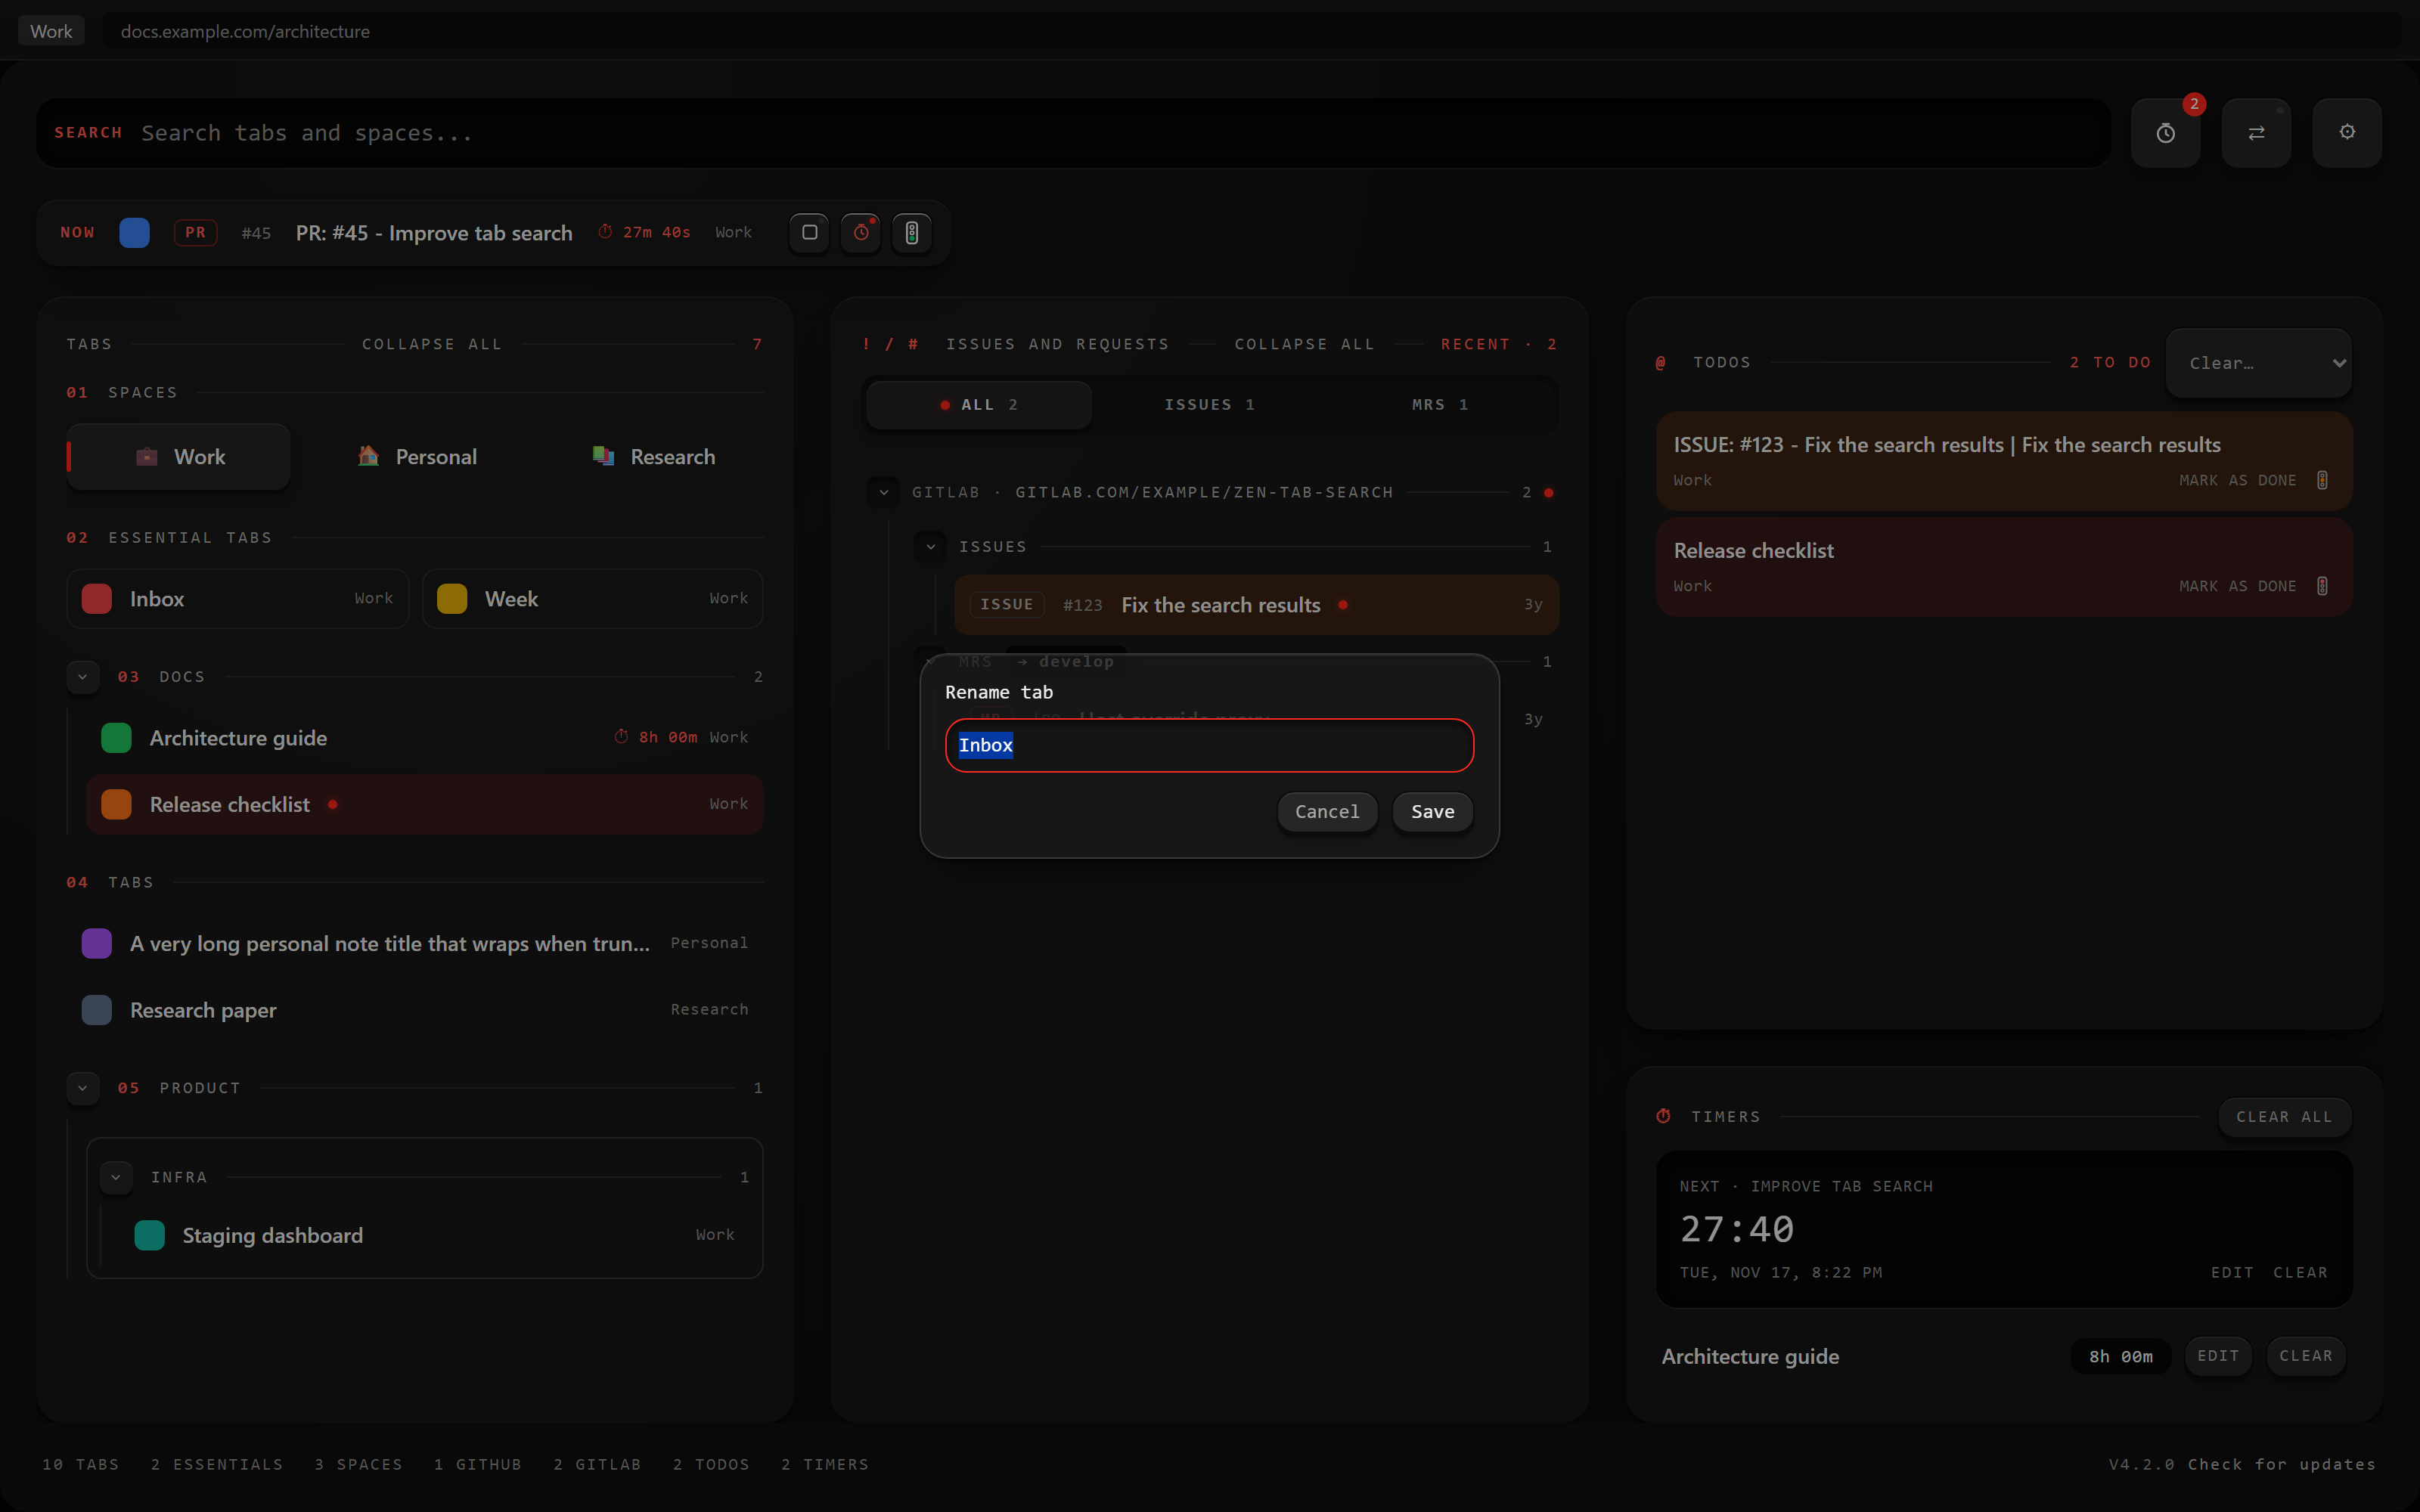 Work docs.example.com/architecture
SEARCH Search tabs and spaces...
2
NOW PR #45 PR: #45 - Improve tab search 27m 40s Work
TABS COLLAPSE ALL 7
01 SPACES
Work Personal Research
02 ESSENTIAL TABS
Inbox Work Week Work
03 DOCS 2
Architecture guide 8h 00m Work
Release checklist Work
04 TABS
A very long personal note title that wraps when trun... Personal
Research paper Research
05 PRODUCT 1
INFRA 1
Staging dashboard Work
! / # ISSUES AND REQUESTS COLLAPSE ALL RECENT · 2
ALL 2 ISSUES 1 MRS 1
GITLAB · GITLAB.COM/EXAMPLE/ZEN-TAB-SEARCH 2
ISSUES 1
ISSUE #123 Fix the search results 3y
MRS → develop 1
3y
Rename tab
Inbox
Cancel Save
@ TODOS 2 TO DO Clear…
ISSUE: #123 - Fix the search results | Fix the search results
Work MARK AS DONE
Release checklist
Work MARK AS DONE
TIMERS CLEAR ALL
NEXT · IMPROVE TAB SEARCH
27:40
TUE, NOV 17, 8:22 PM EDIT CLEAR
Architecture guide 8h 00m EDIT CLEAR
10 TABS 2 ESSENTIALS 3 SPACES 1 GITHUB 2 GITLAB 2 TODOS 2 TIMERS
V4.2.0 Check for updates